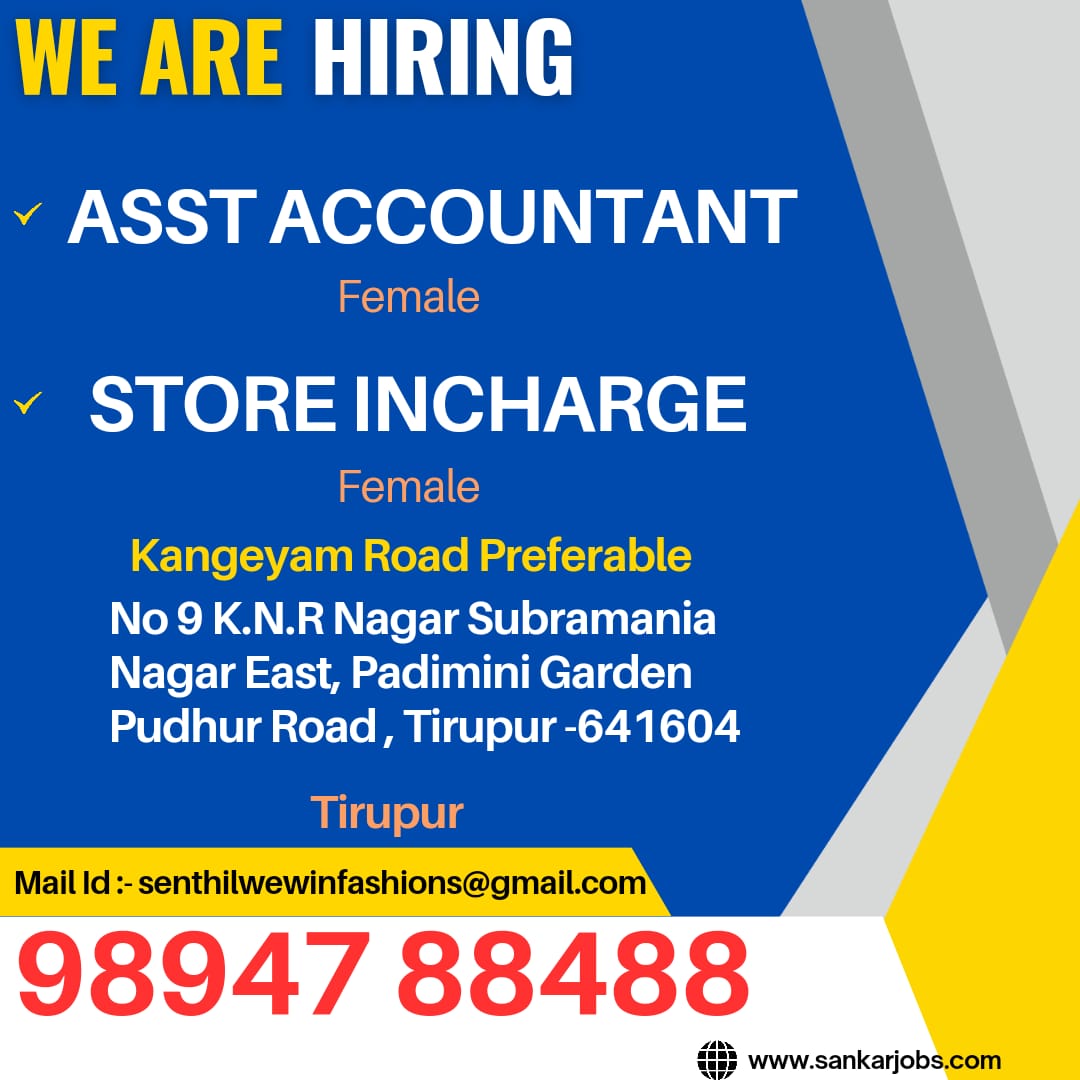 WE ARE HIRING
ASST ACCOUNTANT
Female
STORE INCHARGE
Female
Kangeyam Road Preferable
No 9 K.N.R Nagar Subramania
Nagar East, Padimini Garden
Pudhur Road , Tirupur -641604
Tirupur
Mail Id :- senthilwewinfashions@gmail.com
98947 88488
www.sankarjobs.com